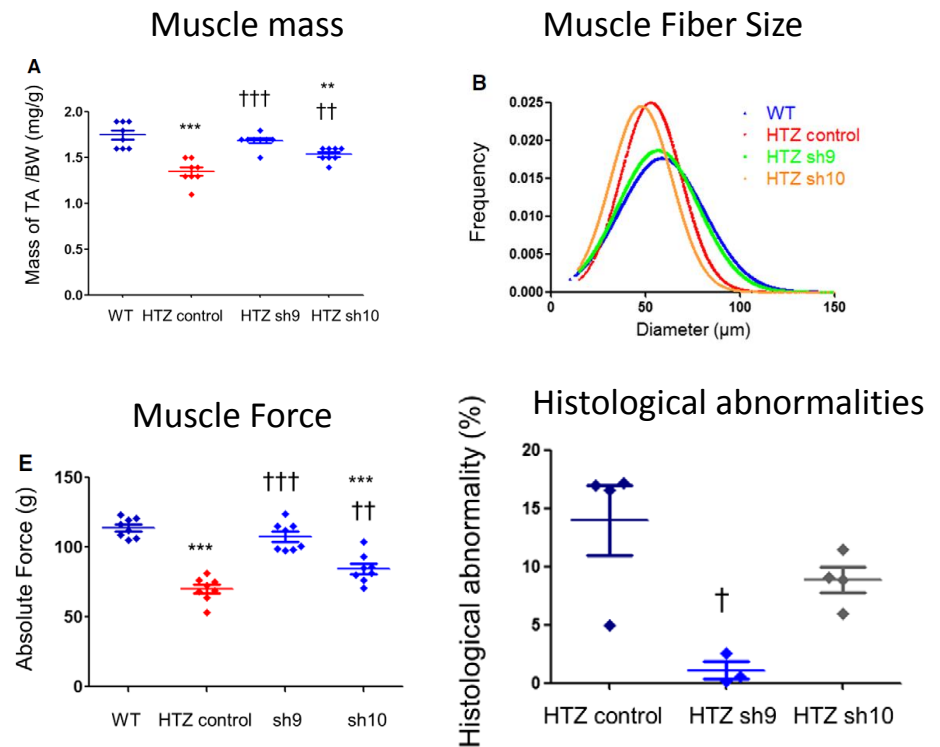 Muscle mass
A
Mass of TA /BW (mg/g)
2.0
1.5
1.0
0.5
0.0
***
†††
**
††
WT HTZ control HTZ sh9 HTZ sh10
Muscle Fiber Size
B
Frequency
0.025
0.020
0.015
0.010
0.005
0.000
WT
HTZ control
HTZ sh9
HTZ sh10
0 50 100 150
Diameter (µm)
Muscle Force
E
Absolute Force (g)
150
100
50
0
***
†††
***
††
WT HTZ control sh9 sh10
Histological abnormalities
Histological abnormality (%)
20
15
10
5
0
†
HTZ control HTZ sh9 HTZ sh10